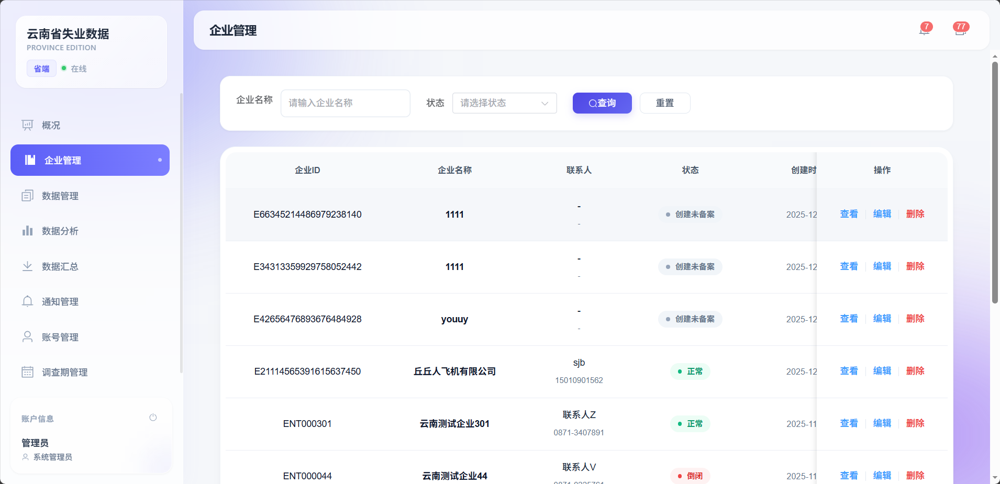 云南省失业数据
PROVINCE EDITION
省端 在线
概况
企业管理
数据管理
数据分析
数据汇总
通知管理
账号管理
调查期管理
账户信息
管理员
系统管理员
企业管理
7
77
企业名称 请输入企业名称 状态 请选择状态 查询 重置
企业ID 企业名称 联系人 状态 创建时 操作
E66345214486979238140 1111 - 创建未备案 2025-12 查看 编辑 删除
-
E34313359929758052442 1111 - 创建未备案 2025-12 查看 编辑 删除
-
E42656476893676484928 youuy - 创建未备案 2025-12 查看 编辑 删除
-
E21114565391615637450 丘丘人飞机有限公司 sjb 正常 2025-12 查看 编辑 删除
15010901562
ENT000301 云南测试企业301 联系人Z 正常 2025-11 查看 编辑 删除
0871-3407891
ENT000044 云南测试企业44 联系人V 倒闭 2025-11 查看 编辑 删除